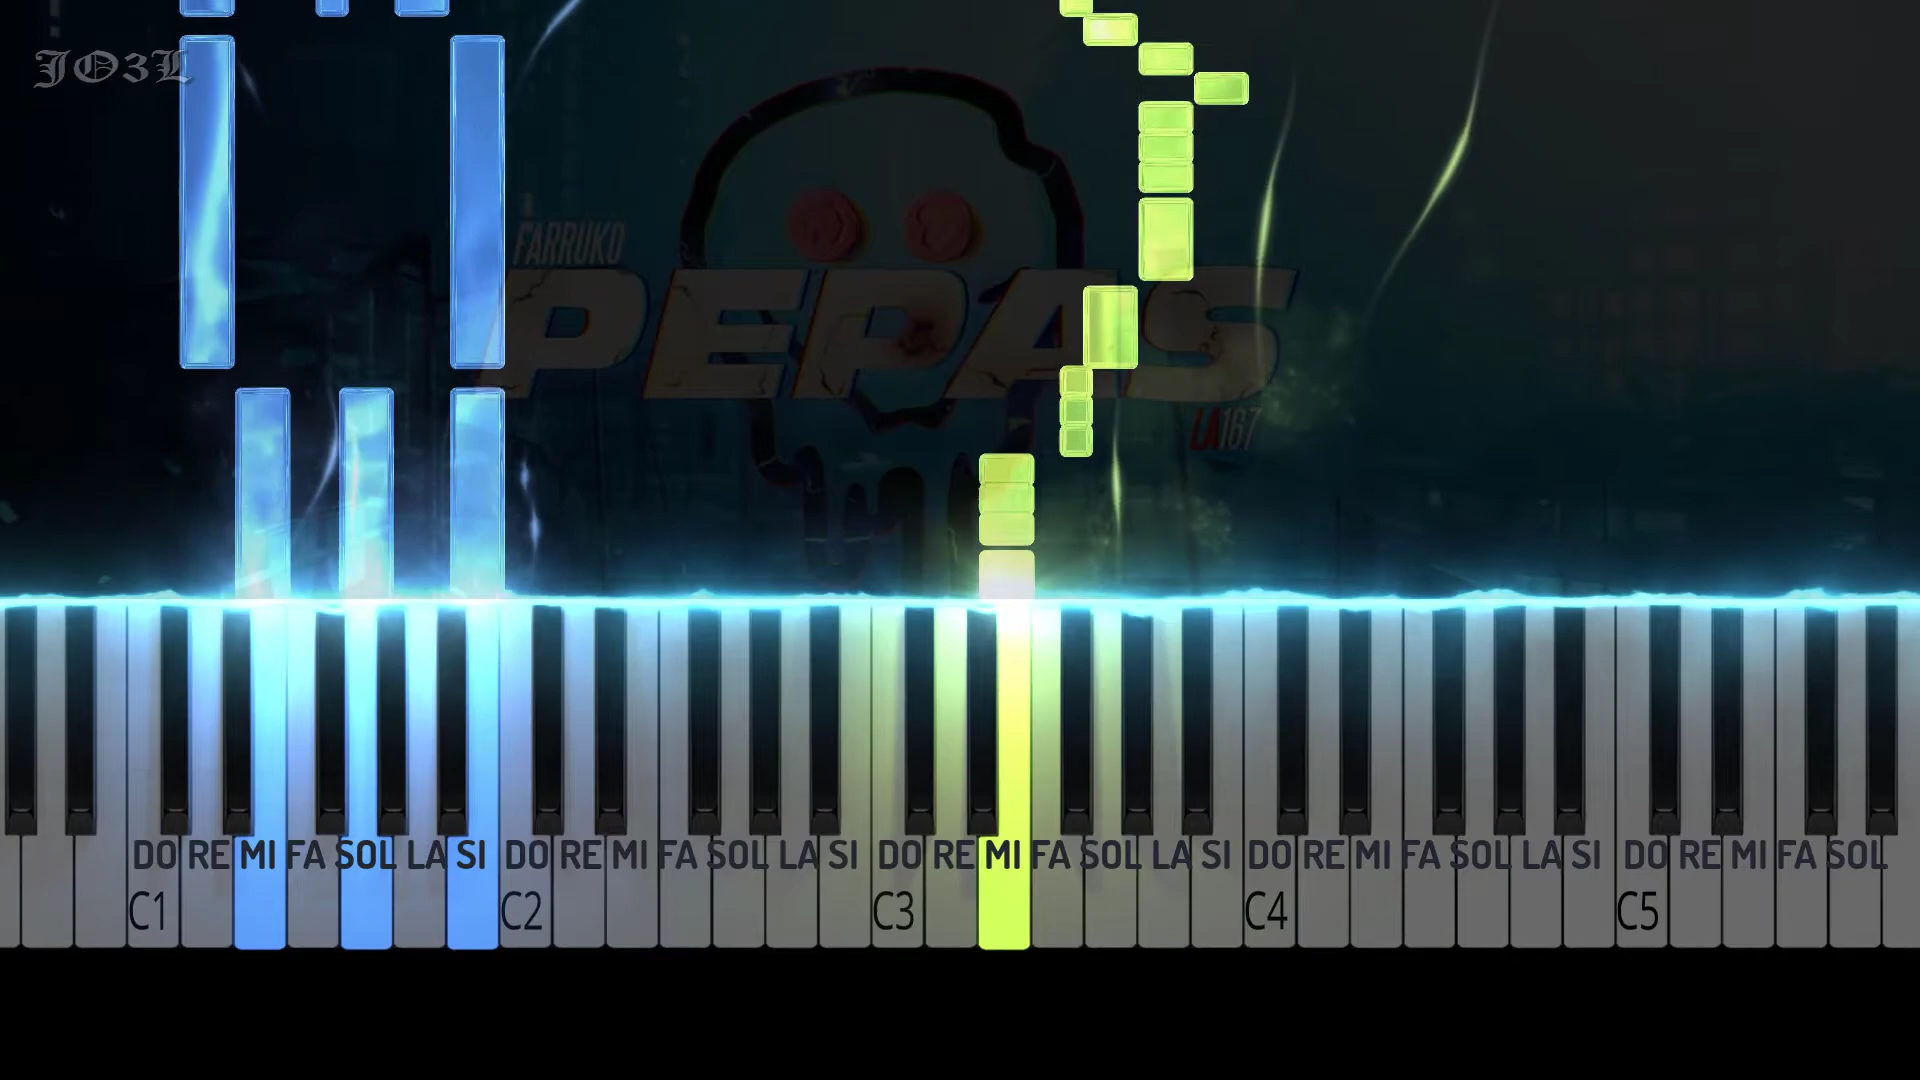 JO3L
FARRUKO
PEPAS
LA167
DO RE MI FA SOL LA SI DO RE MI FA SOL LA SI DO RE MI FA SOL LA SI DO RE MI FA SOL LA SI DO RE MI FA SOL
C1 C2 C3 C4 C5